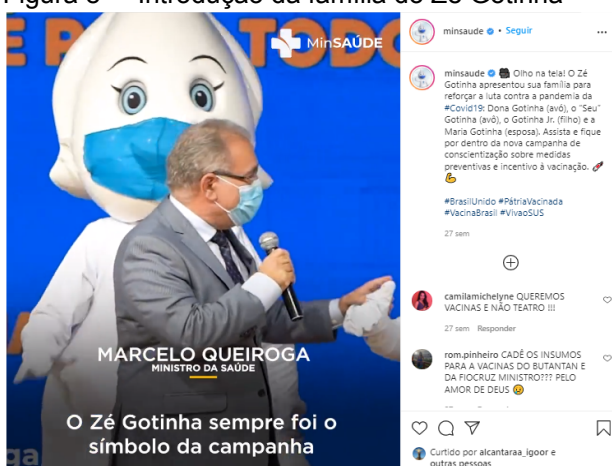 Figura 3 – Introdução da família do Zé Gotinha
E P TODO
MinSAÚDE
MARCELO QUEIROGA
MINISTRO DA SAÚDE
O Zé Gotinha sempre foi o
símbolo da campanha
minsaude • Seguir
minsaude Olho na tela! O Zé
Gotinha apresentou sua família para
reforçar a luta contra a pandemia da
#Covid19: Dona Gotinha (avó), o "Seu"
Gotinha (avô), o Gotinha Jr. (filho) e a
Maria Gotinha (esposa). Assista e fique
por dentro da nova campanha de
conscientização sobre medidas
preventivas e incentivo à vacinação. 🚀
💪
#BrasilUnido #PátriaVacinada
#VacinaBrasil #VivaoSUS
27 sem
camilamichelyne QUEREMOS
VACINAS E NÃO TEATRO !!!
27 sem Responder
rom.pinheiro CADÊ OS INSUMOS
PARA A VACINAS DO BUTANTAN E
DA FIOCRUZ MINISTRO??? PELO
AMOR DE DEUS 😢
Curtido por alcantaraa_igoor e
outras pessoas